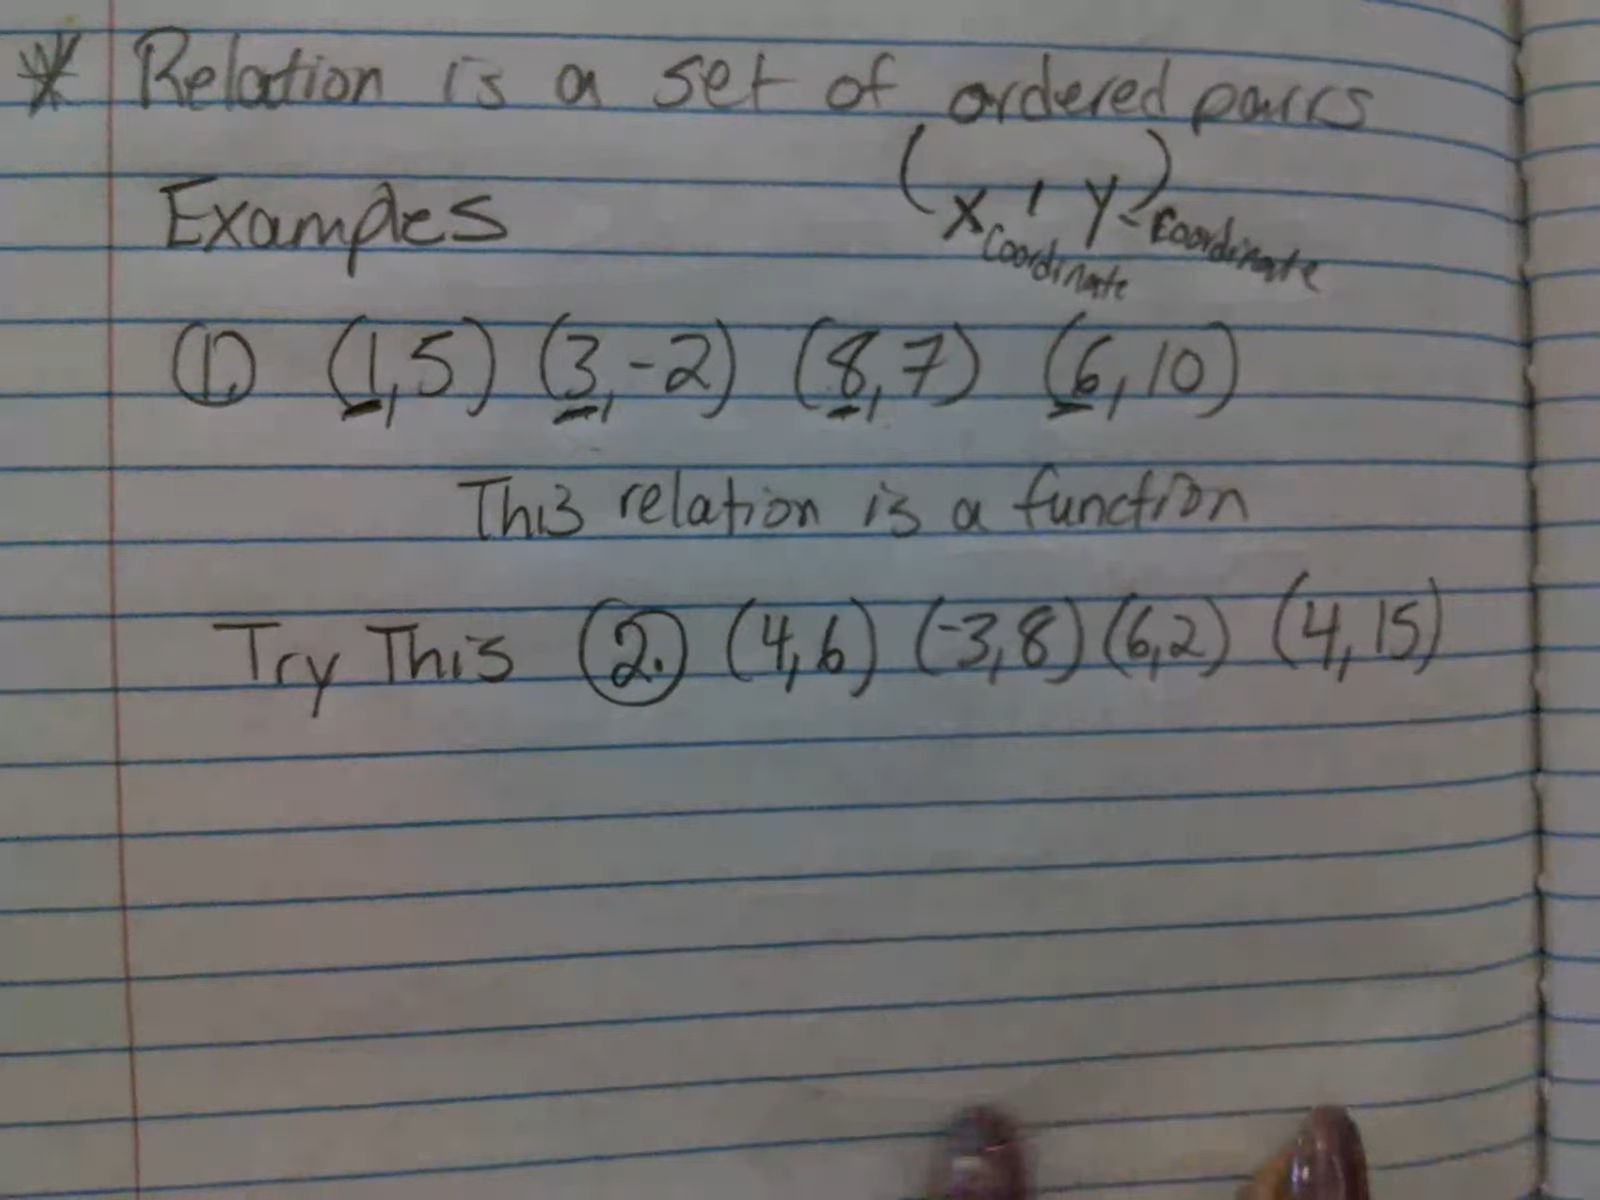 * Relation is a set of ordered pairs
(x, y)
Coordinate - Coordinate
Examples
1. (1,5) (3,-2) (8,7) (6,10)
This relation is a function
Try This 2. (4,6) (-3,8) (6,2) (4,15)